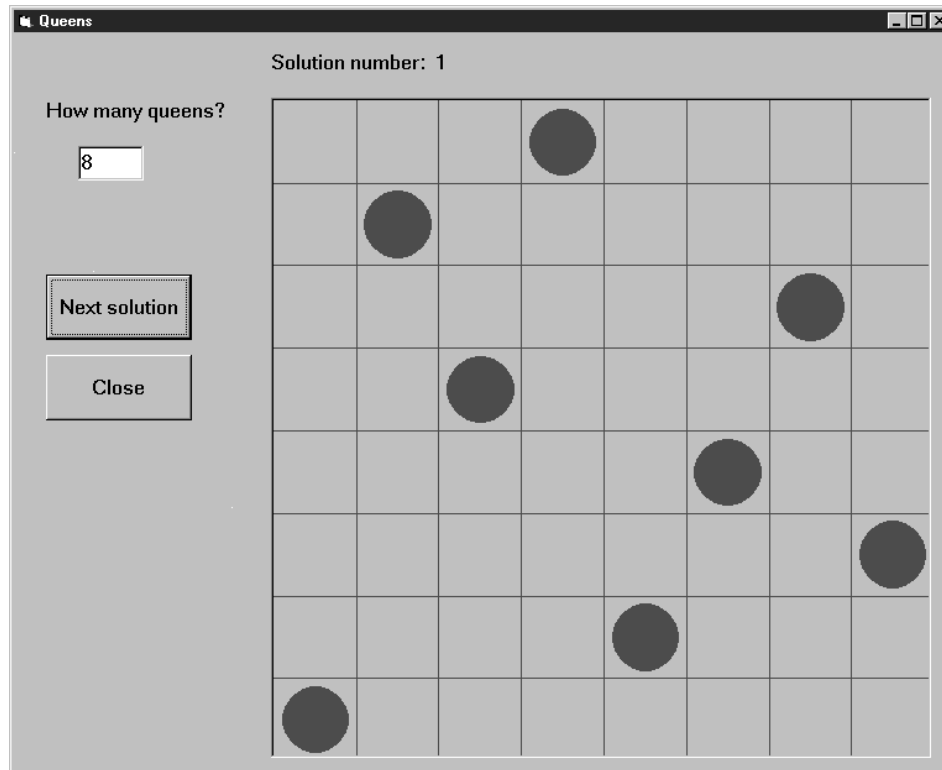 Queens
Solution number: 1
How many queens?
8
Next solution
Close